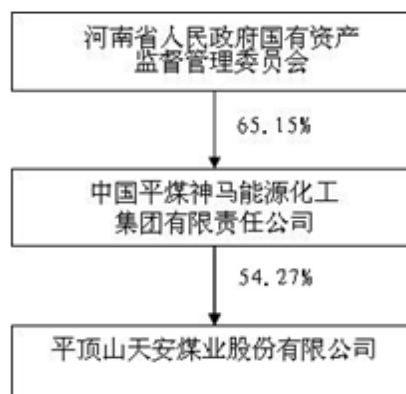 河南省人民政府国有资产
监督管理委员会
65.15%
中国平煤神马能源化工
集团有限责任公司
54.27%
平顶山天安煤业股份有限公司